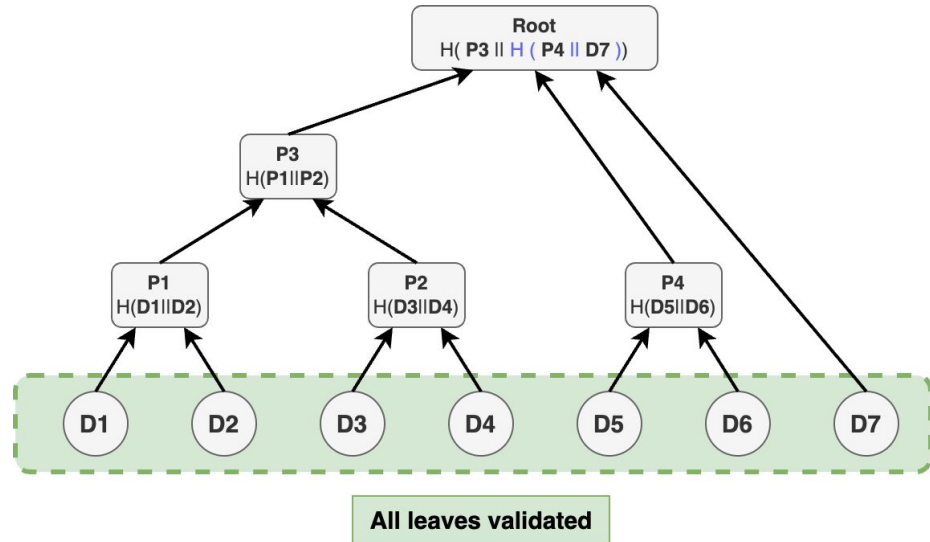 Root
H( P3 || H ( P4 || D7 ))
P3
H(P1||P2)
P1
H(D1||D2)
P2
H(D3||D4)
P4
H(D5||D6)
D1
D2
D3
D4
D5
D6
D7
All leaves validated